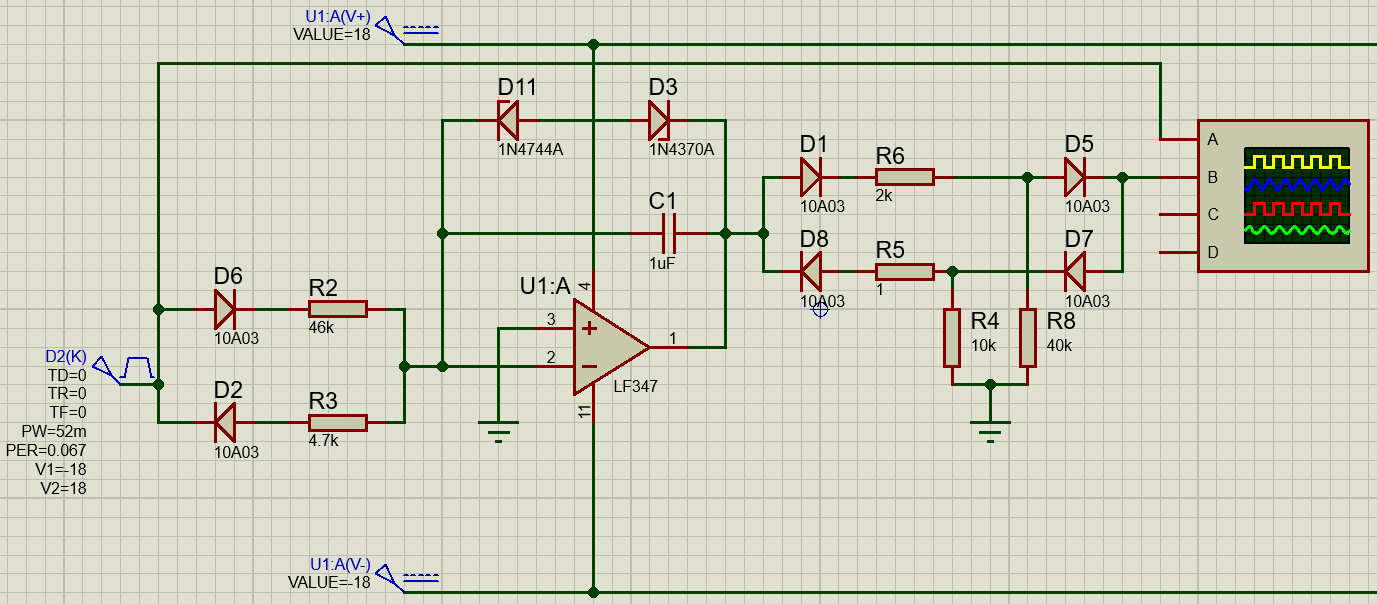 U1:A(V+)
VALUE=18
D11
1N4744A
D3
1N4370A
C1
1uF
D1
10A03
R6
2k
D5
10A03
A
B
C
D
D8
10A03
R5
1
D7
10A03
D6
10A03
R2
46k
U1:A
4
3
2
1
11
LF347
R4
10k
R8
40k
D2(K)
TD=0
TR=0
TF=0
PW=52m
PER=0.067
V1=-18
V2=18
D2
10A03
R3
4.7k
U1:A(V-)
VALUE=-18